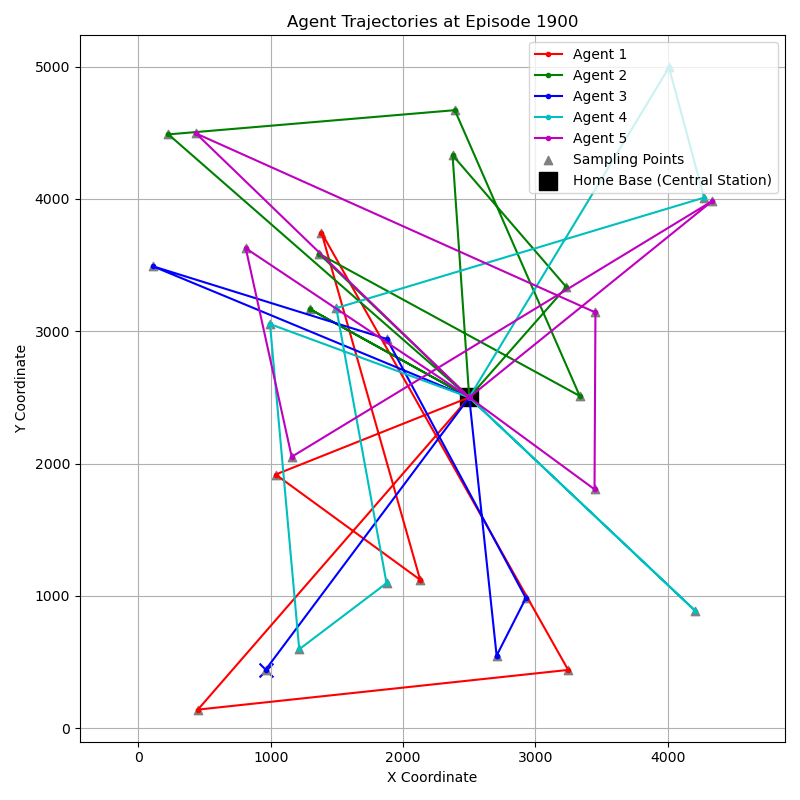 Agent Trajectories at Episode 1900
Agent 1
Agent 2
Agent 3
Agent 4
Agent 5
Sampling Points
Home Base (Central Station)
5000
4000
3000
2000
1000
0
Y Coordinate
0
1000
2000
3000
4000
X Coordinate